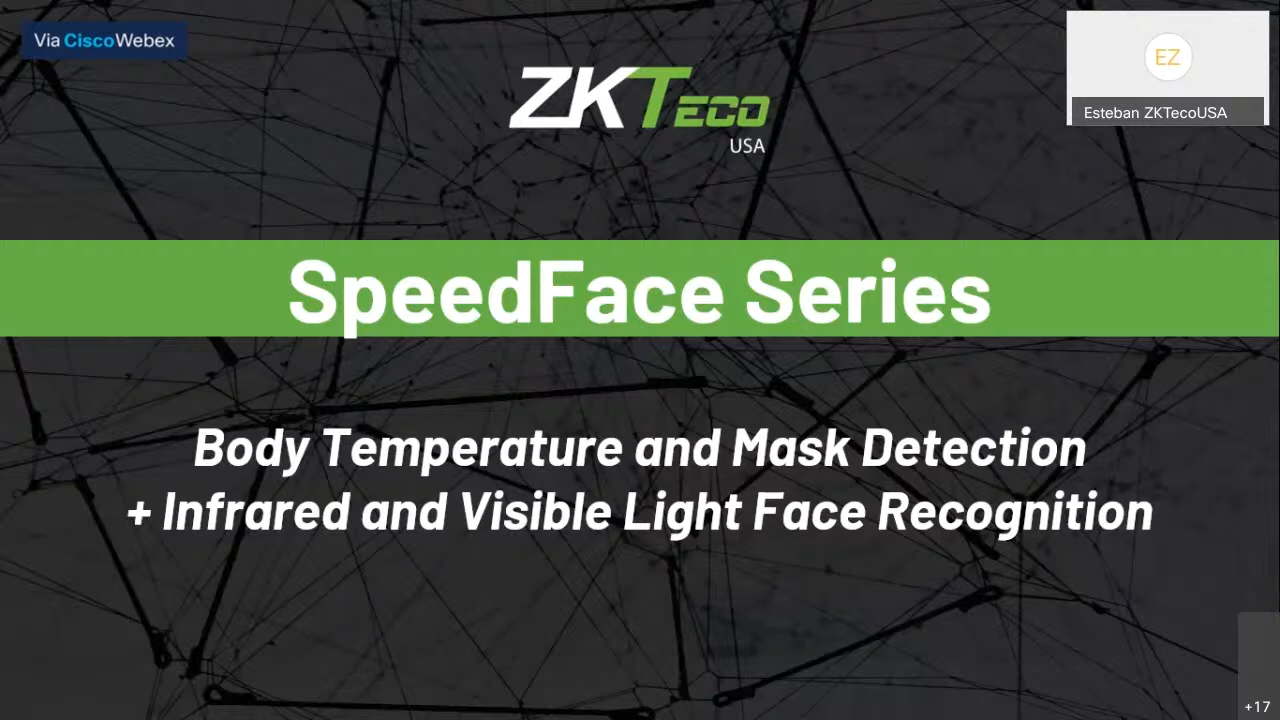 Via CiscoWebex
EZ
Esteban ZKTecoUSA
ZKTeco
USA
SpeedFace Series
Body Temperature and Mask Detection
+ Infrared and Visible Light Face Recognition
+17